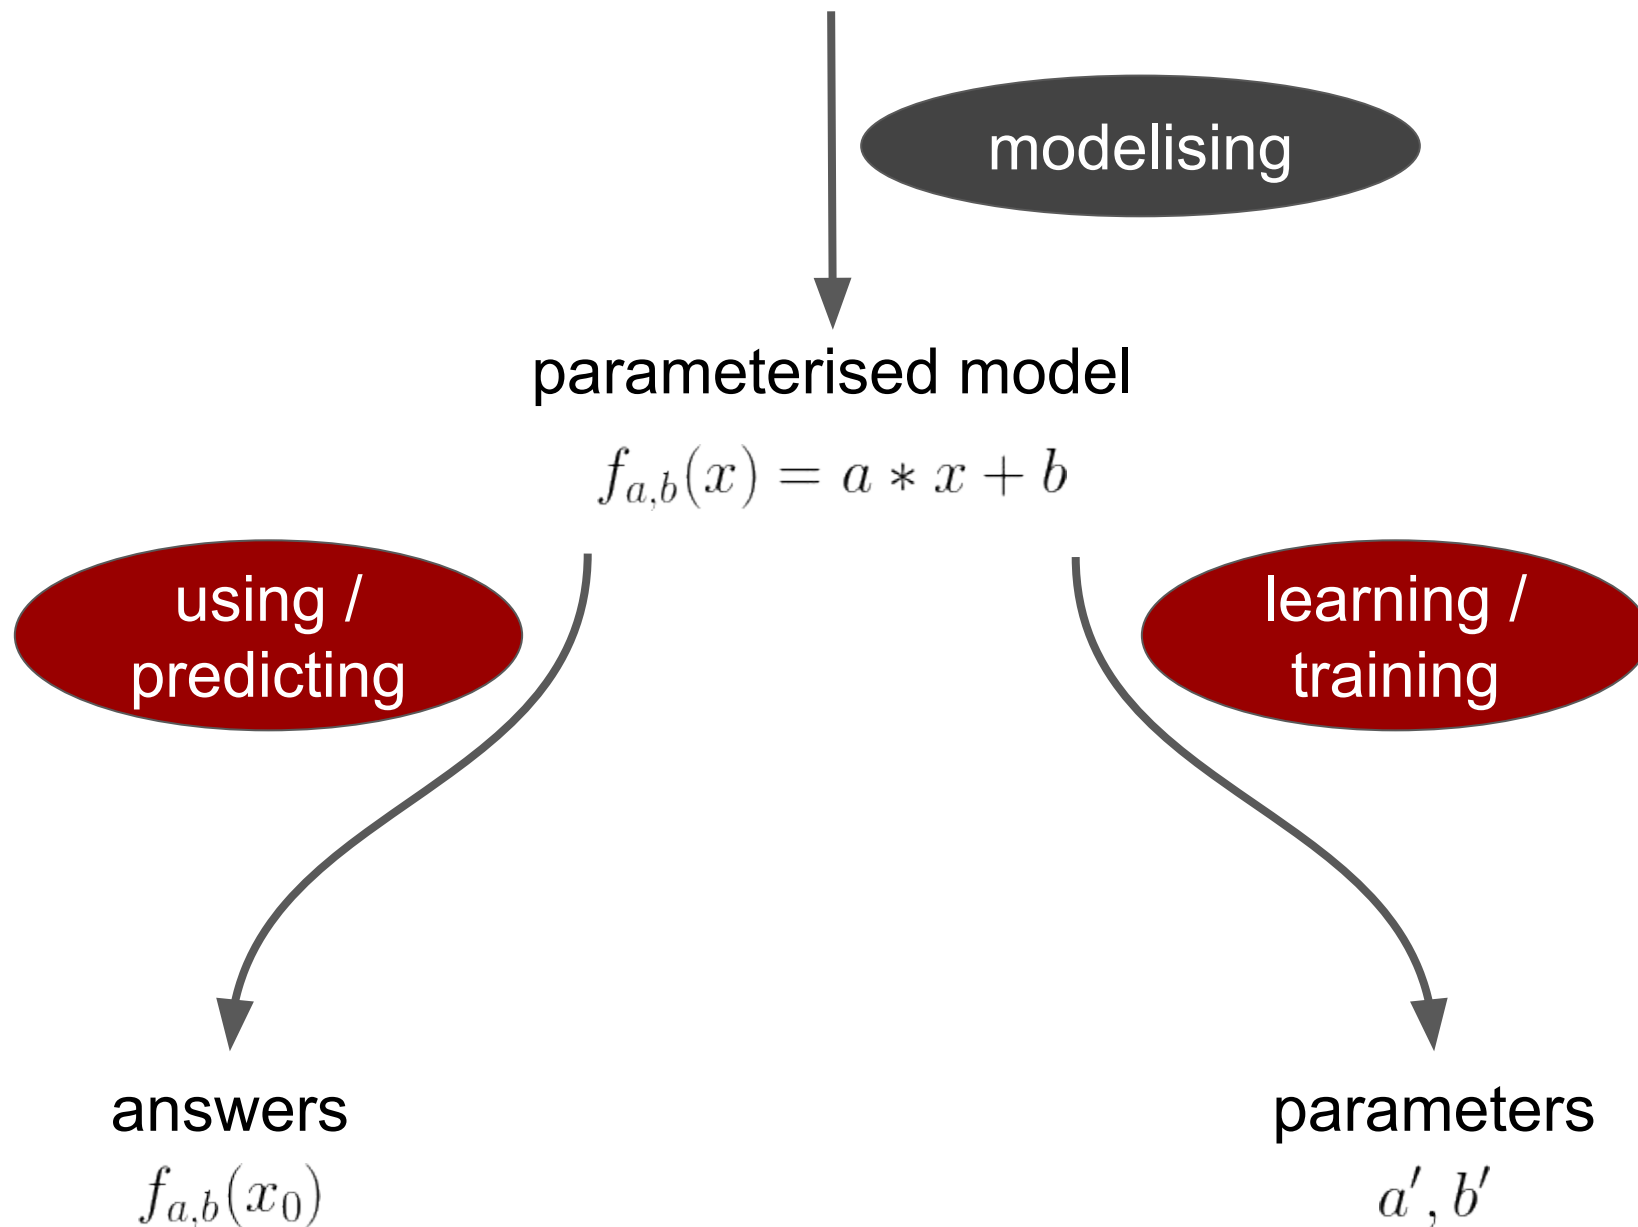 modelising
parameterised model
f_{a,b}(x) = a * x + b
using /
predicting
learning /
training
answers
f_{a,b}(x_0)
parameters
a', b'